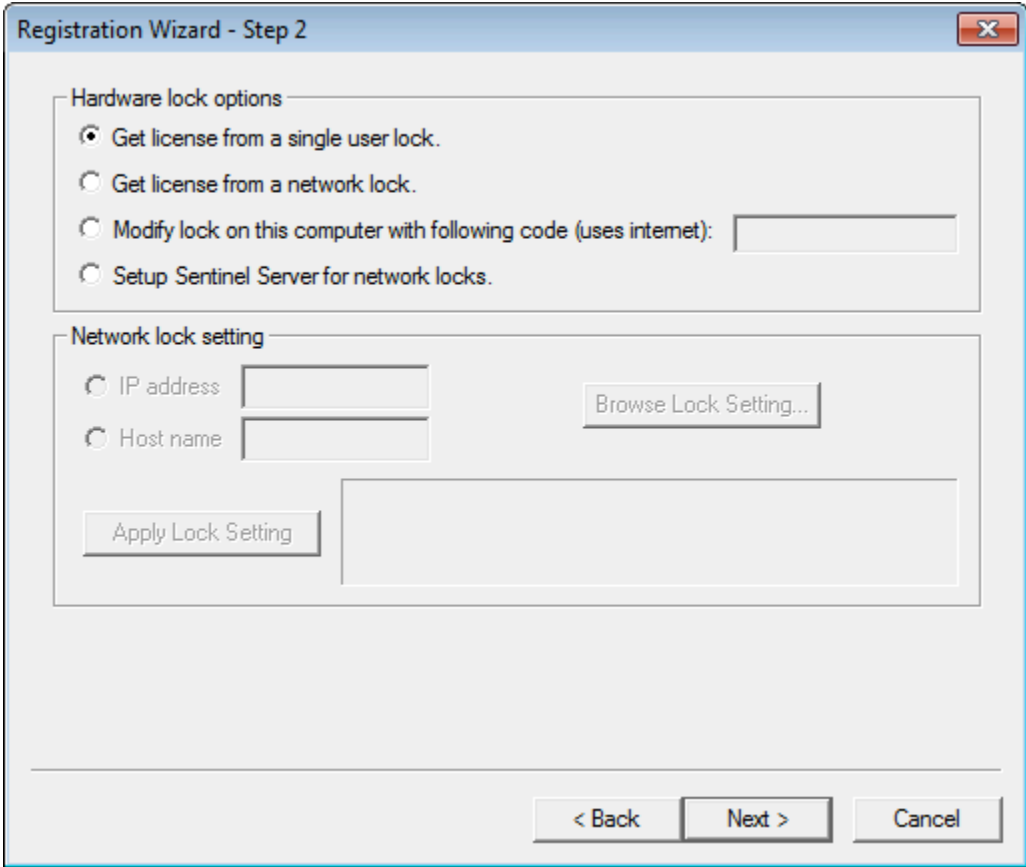 Registration Wizard - Step 2
Hardware lock options
Get license from a single user lock.
Get license from a network lock.
Modify lock on this computer with following code (uses internet):
Setup Sentinel Server for network locks.
Network lock setting
IP address
Browse Lock Setting...
Host name
Apply Lock Setting
< Back Next > Cancel